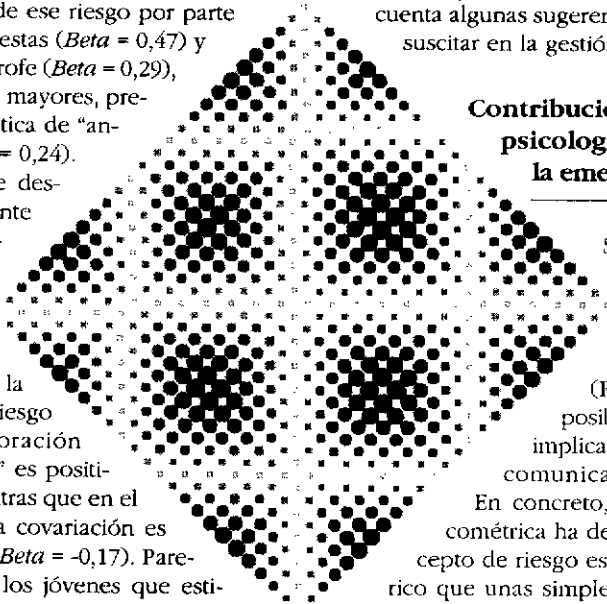 de ese riesgo por parte
estas (Beta = 0,47) y
rofe (Beta = 0,29),
mayores, pre-
tica de "an-
= 0,24).
e des-
nte
la
iesgo
oración
" es positi-
tras que en el
a covariación es
Beta = -0,17). Pare-
los jóvenes que esti-
cuenta algunas sugeren
suscitar en la gestión
Contribucio
psicolog
la eme
S
(P
posil
implica
comunica
En concreto,
cométrica ha de
cepto de riesgo es
rico que unas simple